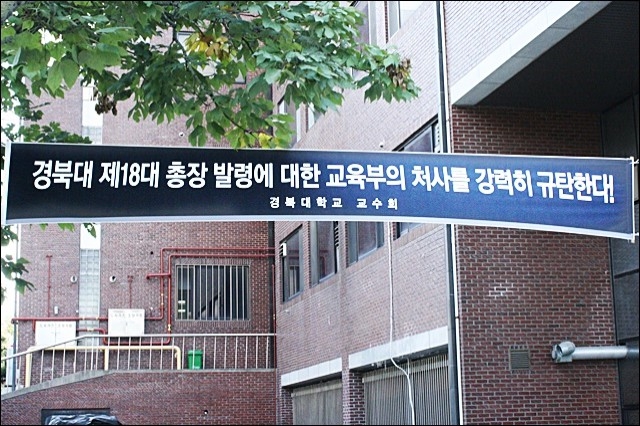 경북대 제18대 총장 발령에 대한 교육부의 처사를 강력히 규탄한다!
경북대학교 교수회